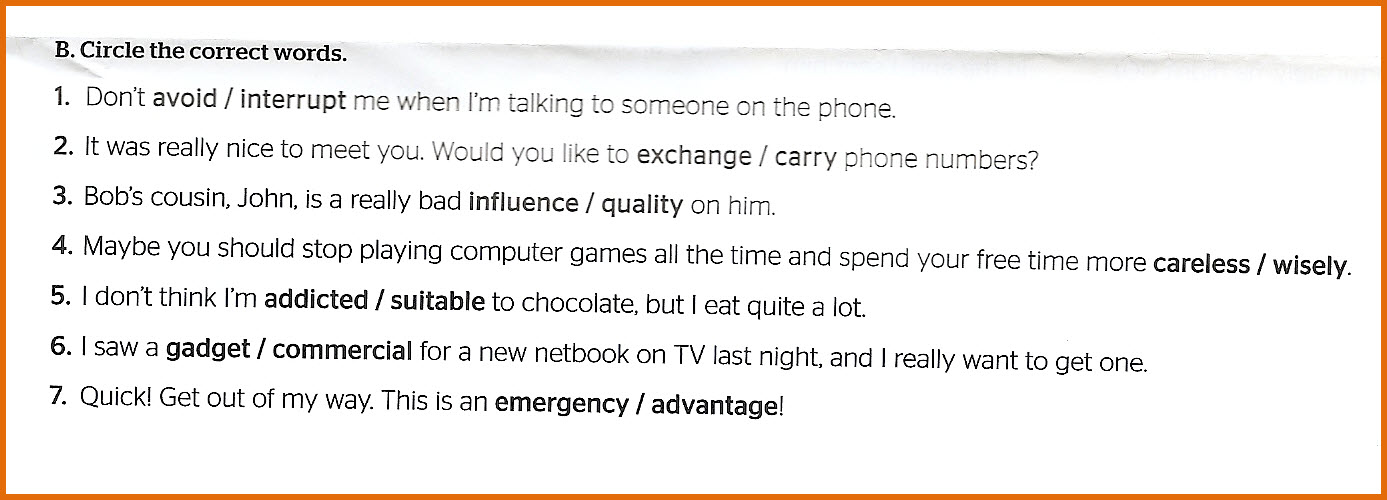 B. Circle the correct words.
1. Don't avoid / interrupt me when I'm talking to someone on the phone.
2. It was really nice to meet you. Would you like to exchange / carry phone numbers?
3. Bob's cousin, John, is a really bad influence / quality on him.
4. Maybe you should stop playing computer games all the time and spend your free time more careless / wisely.
5. I don't think I'm addicted / suitable to chocolate, but I eat quite a lot.
6. I saw a gadget / commercial for a new netbook on TV last night, and I really want to get one.
7. Quick! Get out of my way. This is an emergency / advantage!